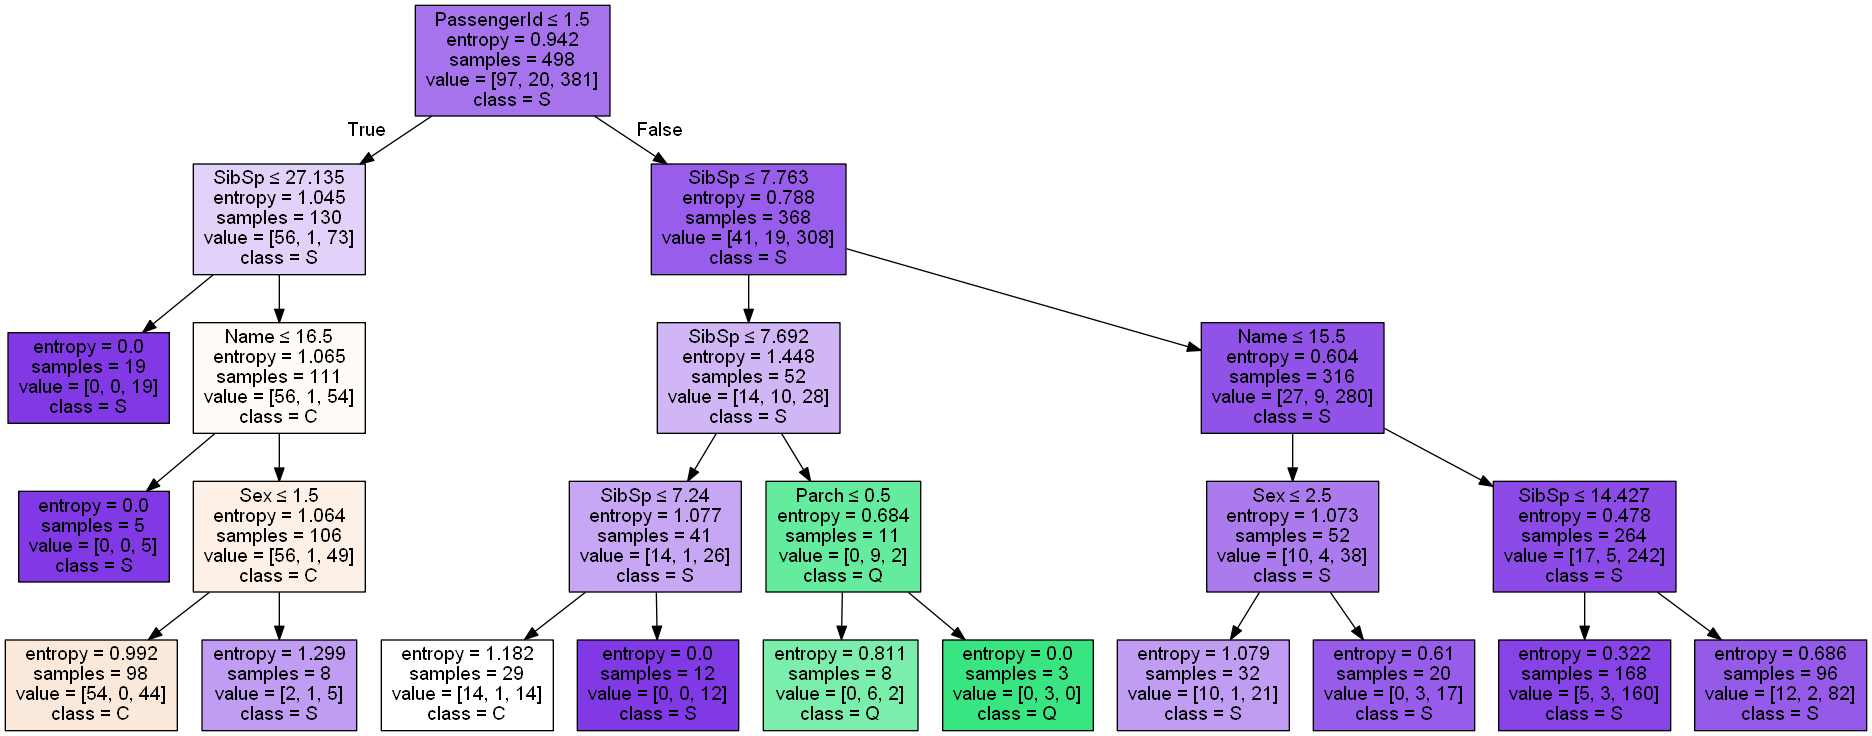 PassengerId ≤ 1.5
entropy = 0.942
samples = 498
value = [97, 20, 381]
class = S
True
False
SibSp ≤ 27.135
entropy = 1.045
samples = 130
value = [56, 1, 73]
class = S
SibSp ≤ 7.763
entropy = 0.788
samples = 368
value = [41, 19, 308]
class = S
entropy = 0.0
samples = 19
value = [0, 0, 19]
class = S
Name ≤ 16.5
entropy = 1.065
samples = 111
value = [56, 1, 54]
class = C
SibSp ≤ 7.692
entropy = 1.448
samples = 52
value = [14, 10, 28]
class = S
Name ≤ 15.5
entropy = 0.604
samples = 316
value = [27, 9, 280]
class = S
entropy = 0.0
samples = 5
value = [0, 0, 5]
class = S
Sex ≤ 1.5
entropy = 1.064
samples = 106
value = [56, 1, 49]
class = C
SibSp ≤ 7.24
entropy = 1.077
samples = 41
value = [14, 1, 26]
class = S
Parch ≤ 0.5
entropy = 0.684
samples = 11
value = [0, 9, 2]
class = Q
Sex ≤ 2.5
entropy = 1.073
samples = 52
value = [10, 4, 38]
class = S
SibSp ≤ 14.427
entropy = 0.478
samples = 264
value = [17, 5, 242]
class = S
entropy = 0.992
samples = 98
value = [54, 0, 44]
class = C
entropy = 1.299
samples = 8
value = [2, 1, 5]
class = S
entropy = 1.182
samples = 29
value = [14, 1, 14]
class = C
entropy = 0.0
samples = 12
value = [0, 0, 12]
class = S
entropy = 0.811
samples = 8
value = [0, 6, 2]
class = Q
entropy = 0.0
samples = 3
value = [0, 3, 0]
class = Q
entropy = 1.079
samples = 32
value = [10, 1, 21]
class = S
entropy = 0.61
samples = 20
value = [0, 3, 17]
class = S
entropy = 0.322
samples = 168
value = [5, 3, 160]
class = S
entropy = 0.686
samples = 96
value = [12, 2, 82]
class = S